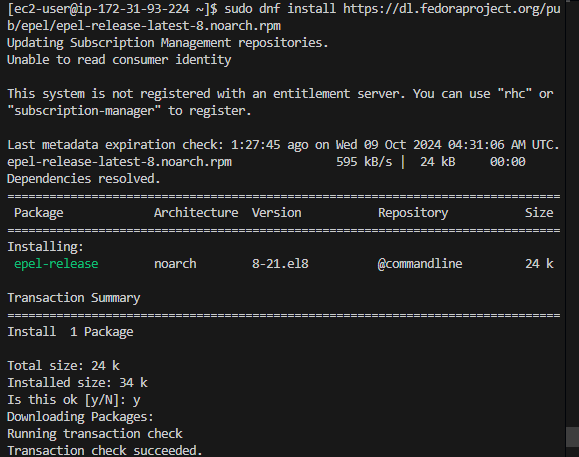 [ec2-user@ip-172-31-93-224 ~]$ sudo dnf install https://dl.fedoraproject.org/pu
b/epel/epel-release-latest-8.noarch.rpm
Updating Subscription Management repositories.
Unable to read consumer identity

This system is not registered with an entitlement server. You can use "rhc" or
"subscription-manager" to register.

Last metadata expiration check: 1:27:45 ago on Wed 09 Oct 2024 04:31:06 AM UTC.
epel-release-latest-8.noarch.rpm               595 kB/s |  24 kB     00:00
Dependencies resolved.
===============================================================================
 Package             Architecture  Version          Repository           Size
===============================================================================
Installing:
 epel-release        noarch        8-21.el8         @commandline         24 k

Transaction Summary
===============================================================================
Install  1 Package

Total size: 24 k
Installed size: 34 k
Is this ok [y/N]: y
Downloading Packages:
Running transaction check
Transaction check succeeded.